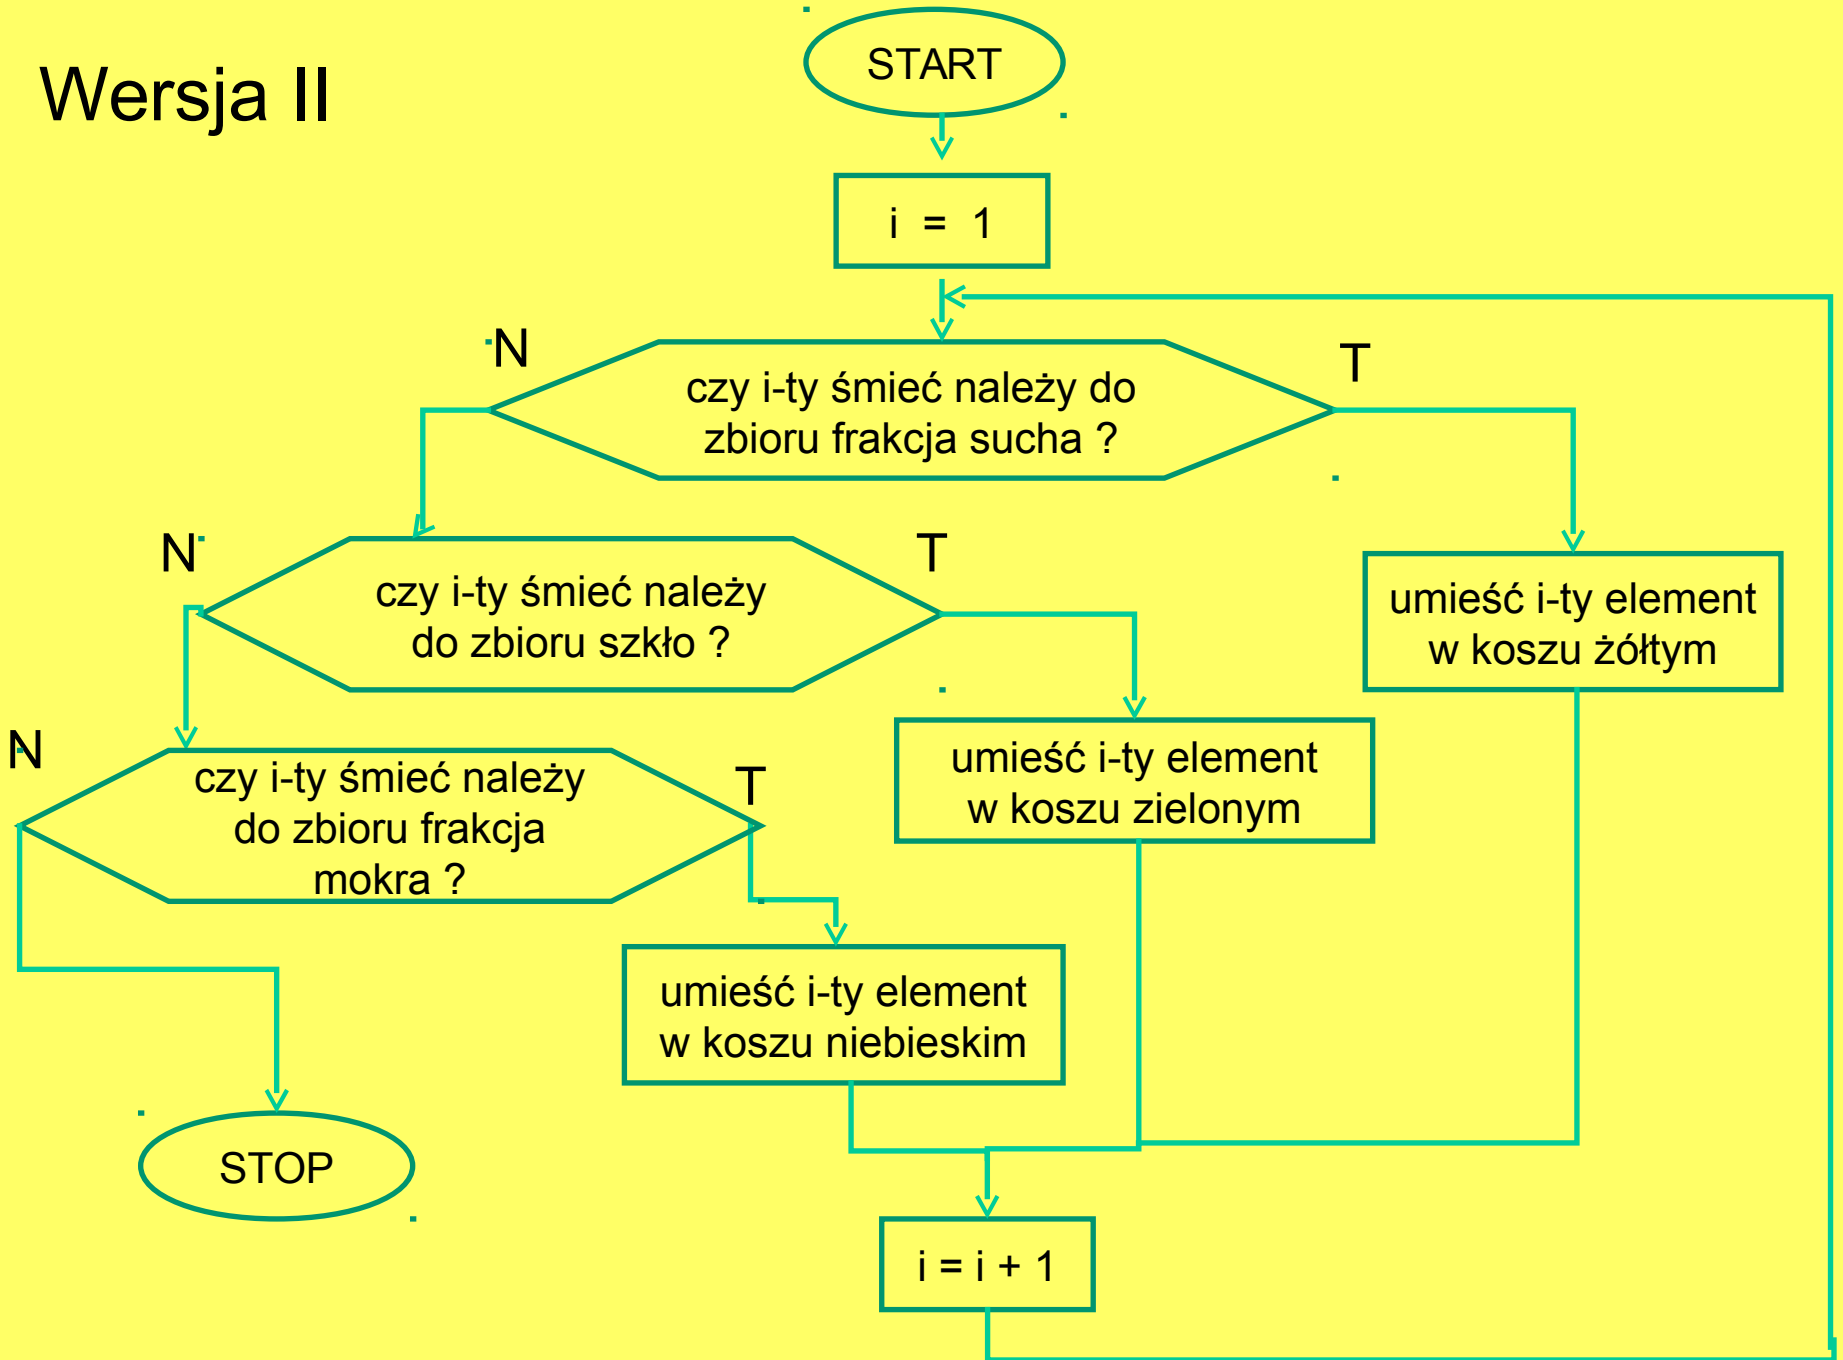 Wersja II
START
i = 1
N
T
czy i-ty śmieć należy do
zbioru frakcja sucha ?
N
T
czy i-ty śmieć należy
do zbioru szkło ?
umieść i-ty element
w koszu żółtym
N
T
czy i-ty śmieć należy
do zbioru frakcja
mokra ?
umieść i-ty element
w koszu zielonym
umieść i-ty element
w koszu niebieskim
STOP
i = i + 1